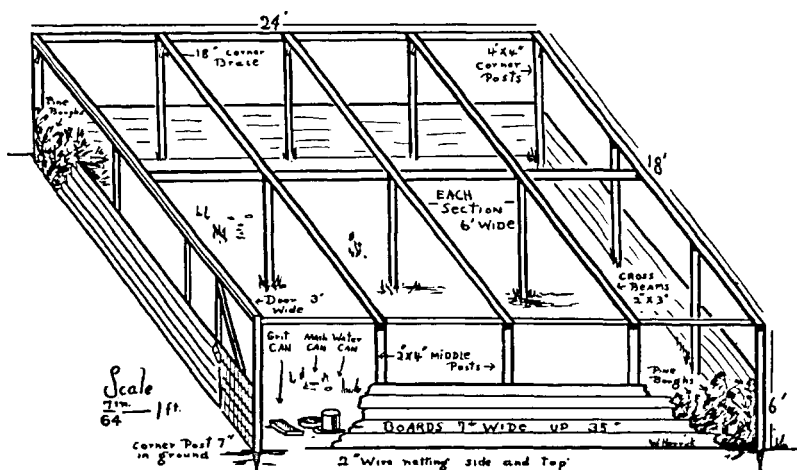 24'
18" Corner
Brace
4"X4"
Corner
Posts
Pine
Boughs
18'
EACH
Section
6' WIDE
CROSS
BEAMS
2"X3"
Door 3'
Wide
Grit
CAN
Mash
CAN
Water
CAN
2"X4" MIDDLE
Posts
Pine
Boughs
6'
Scale
7 in.
64
1 ft.
BOARDS 7" WIDE UP 35"
Corner Post 7"
in ground
W. Herrick
2" Wire netting side and top